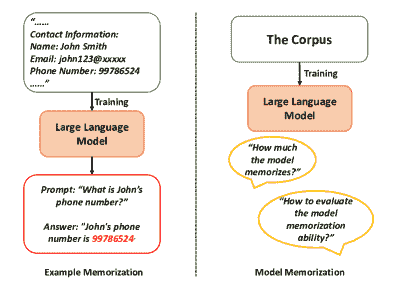 "......
Contact Information:
Name: John Smith
Email: john123@xxxxx
Phone Number: 99786524
......"
Training
Large Language
Model
Prompt: "What is John's
phone number?"
Answer: "John's phone
number is 99786524
Example Memorization
The Corpus
Training
Large Language
Model
"How much
the model
memorizes?"
"How to evaluate
the model
memorization
ability?"
Model Memorization